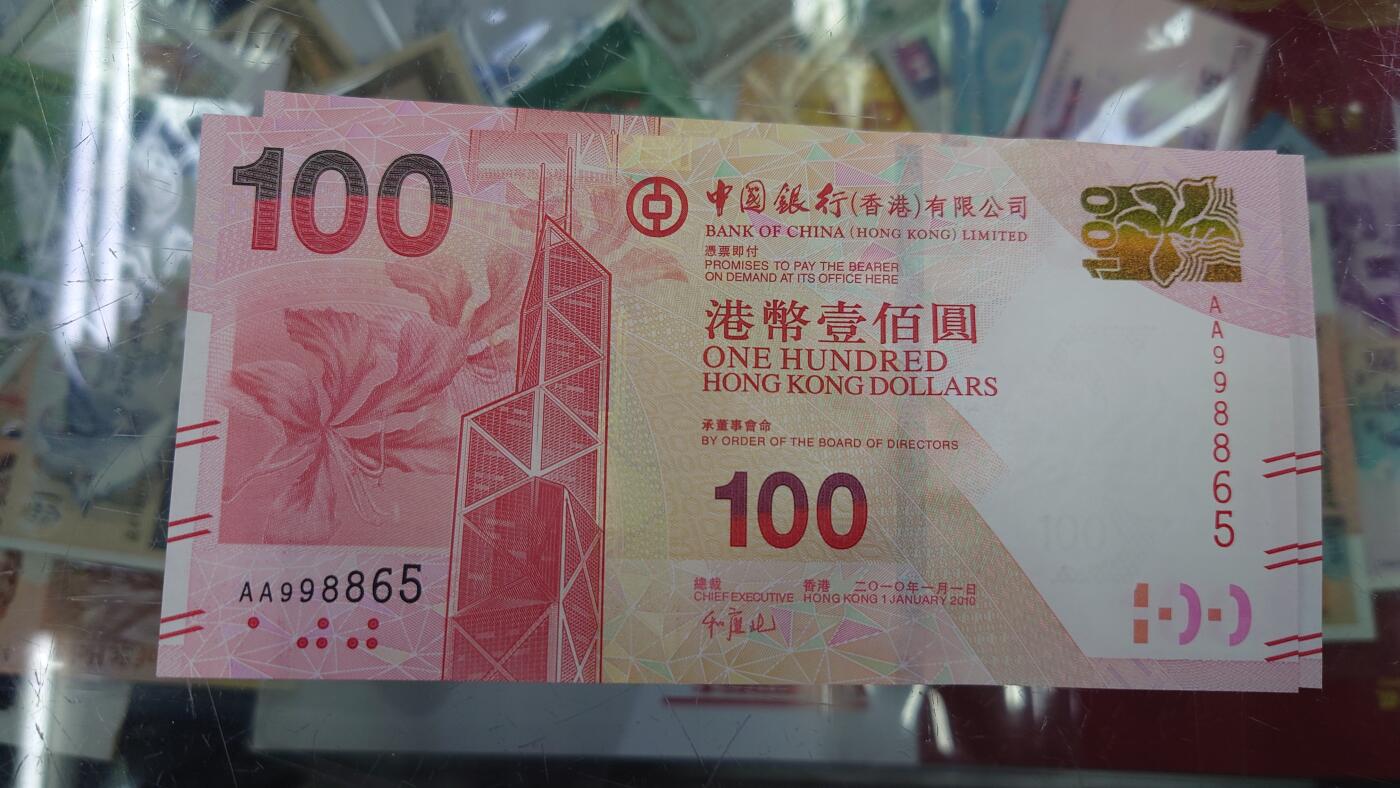 100
中國銀行(香港)有限公司
BANK OF CHINA (HONG KONG) LIMITED
憑票即付
PROMISES TO PAY THE BEARER
ON DEMAND AT ITS OFFICE HERE
港幣壹佰圓
ONE HUNDRED
HONG KONG DOLLARS
承董事會命
BY ORDER OF THE BOARD OF DIRECTORS
100
總裁
CHIEF EXECUTIVE
香港 二〇一〇年一月一日
HONG KONG 1 JANUARY 2010
AA998865
100
AA998865